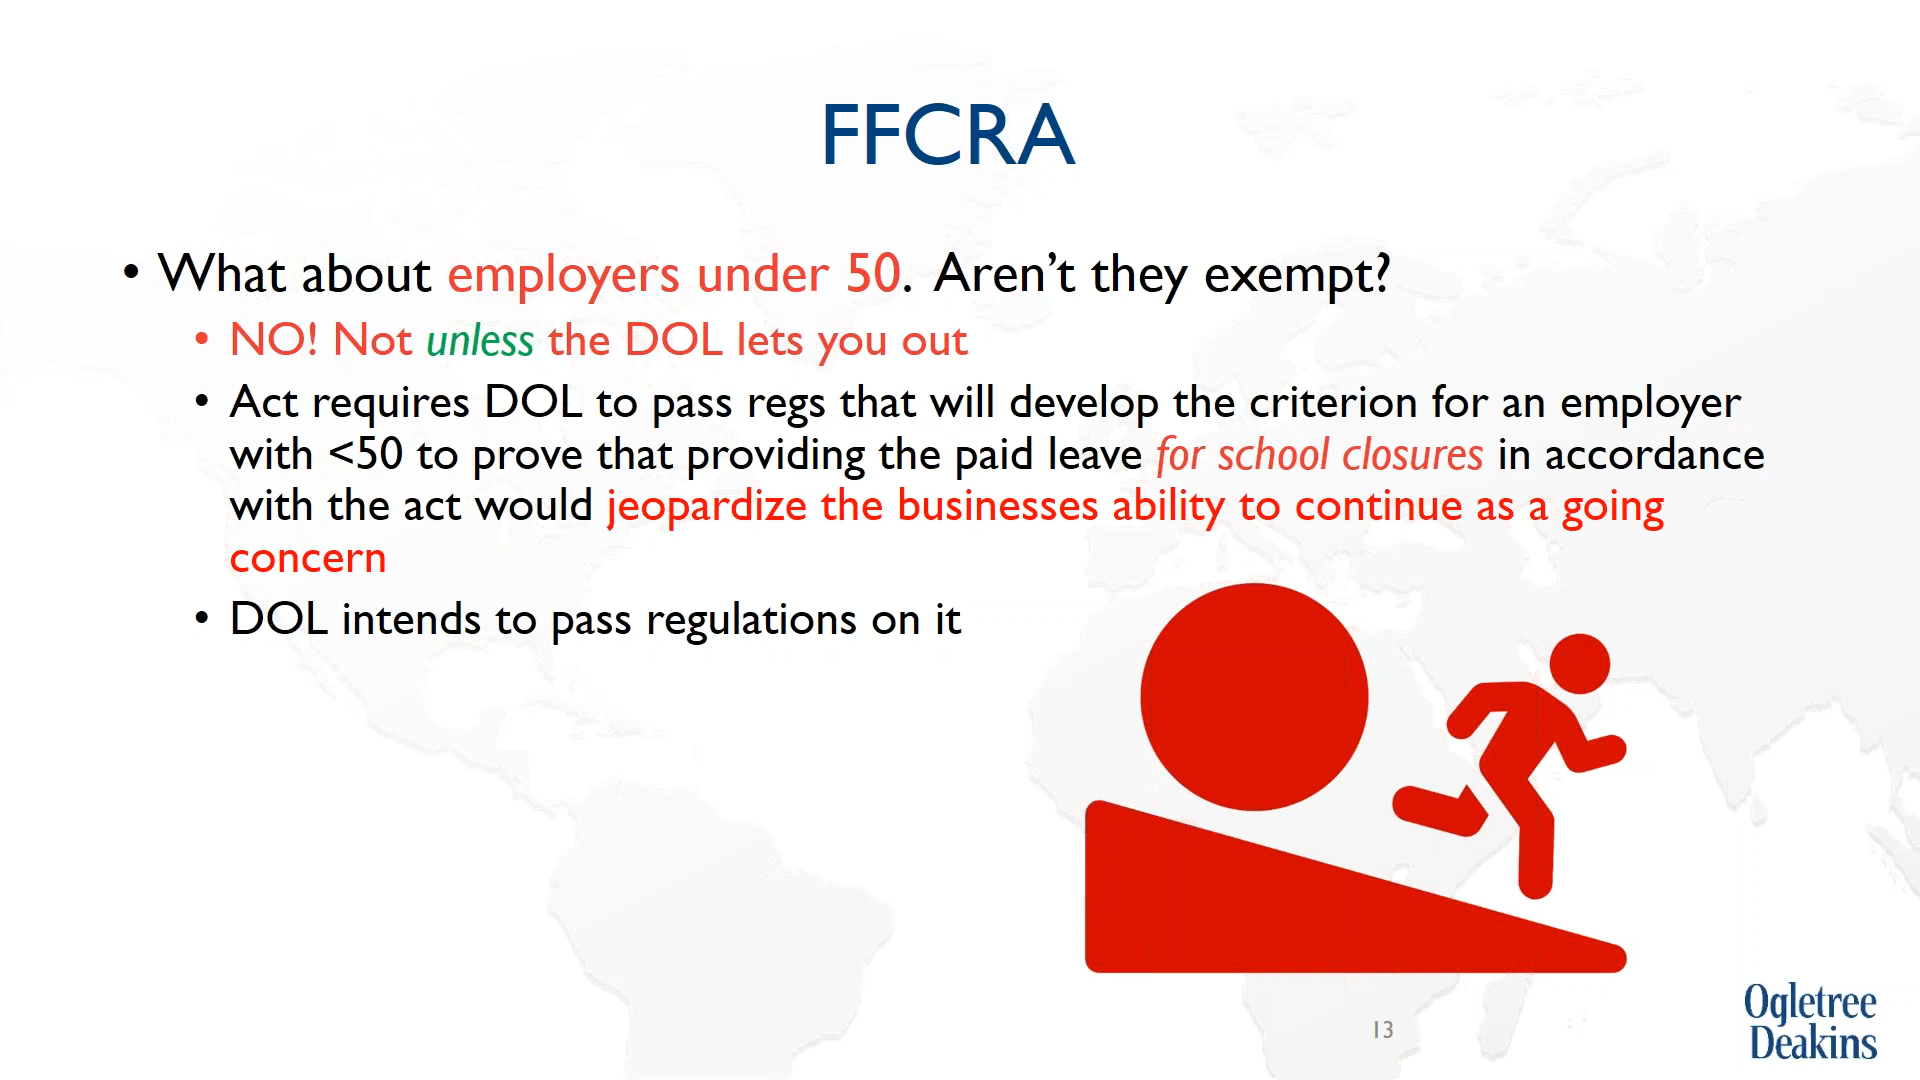 FFCRA
• What about employers under 50. Aren’t they exempt?
• NO! Not unless the DOL lets you out
• Act requires DOL to pass regs that will develop the criterion for an employer
with <50 to prove that providing the paid leave for school closures in accordance
with the act would jeopardize the businesses ability to continue as a going
concern
• DOL intends to pass regulations on it
13
Ogletree
Deakins